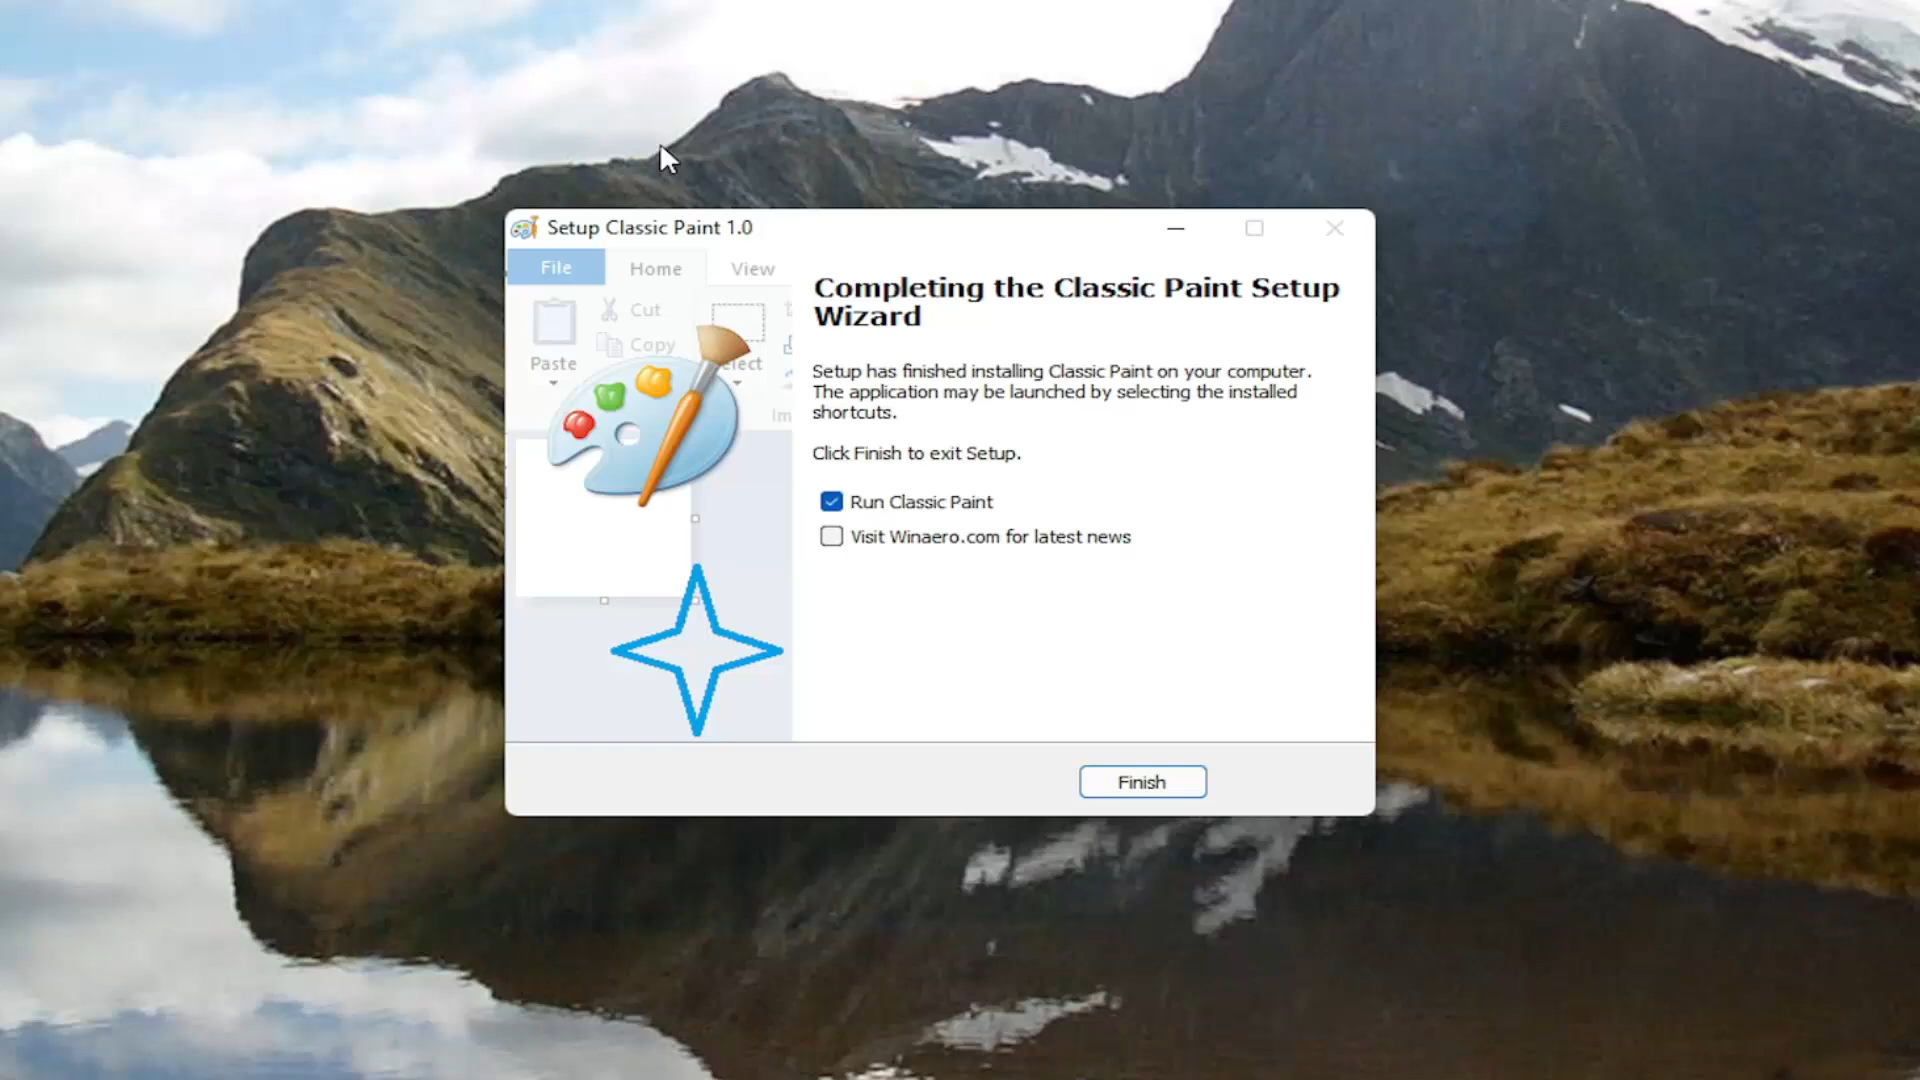 Setup Classic Paint 1.0
File Home View
Cut
Copy
Paste
Completing the Classic Paint Setup
Wizard
Setup has finished installing Classic Paint on your computer.
The application may be launched by selecting the installed
shortcuts.
Click Finish to exit Setup.
Run Classic Paint
Visit Winaero.com for latest news
Finish